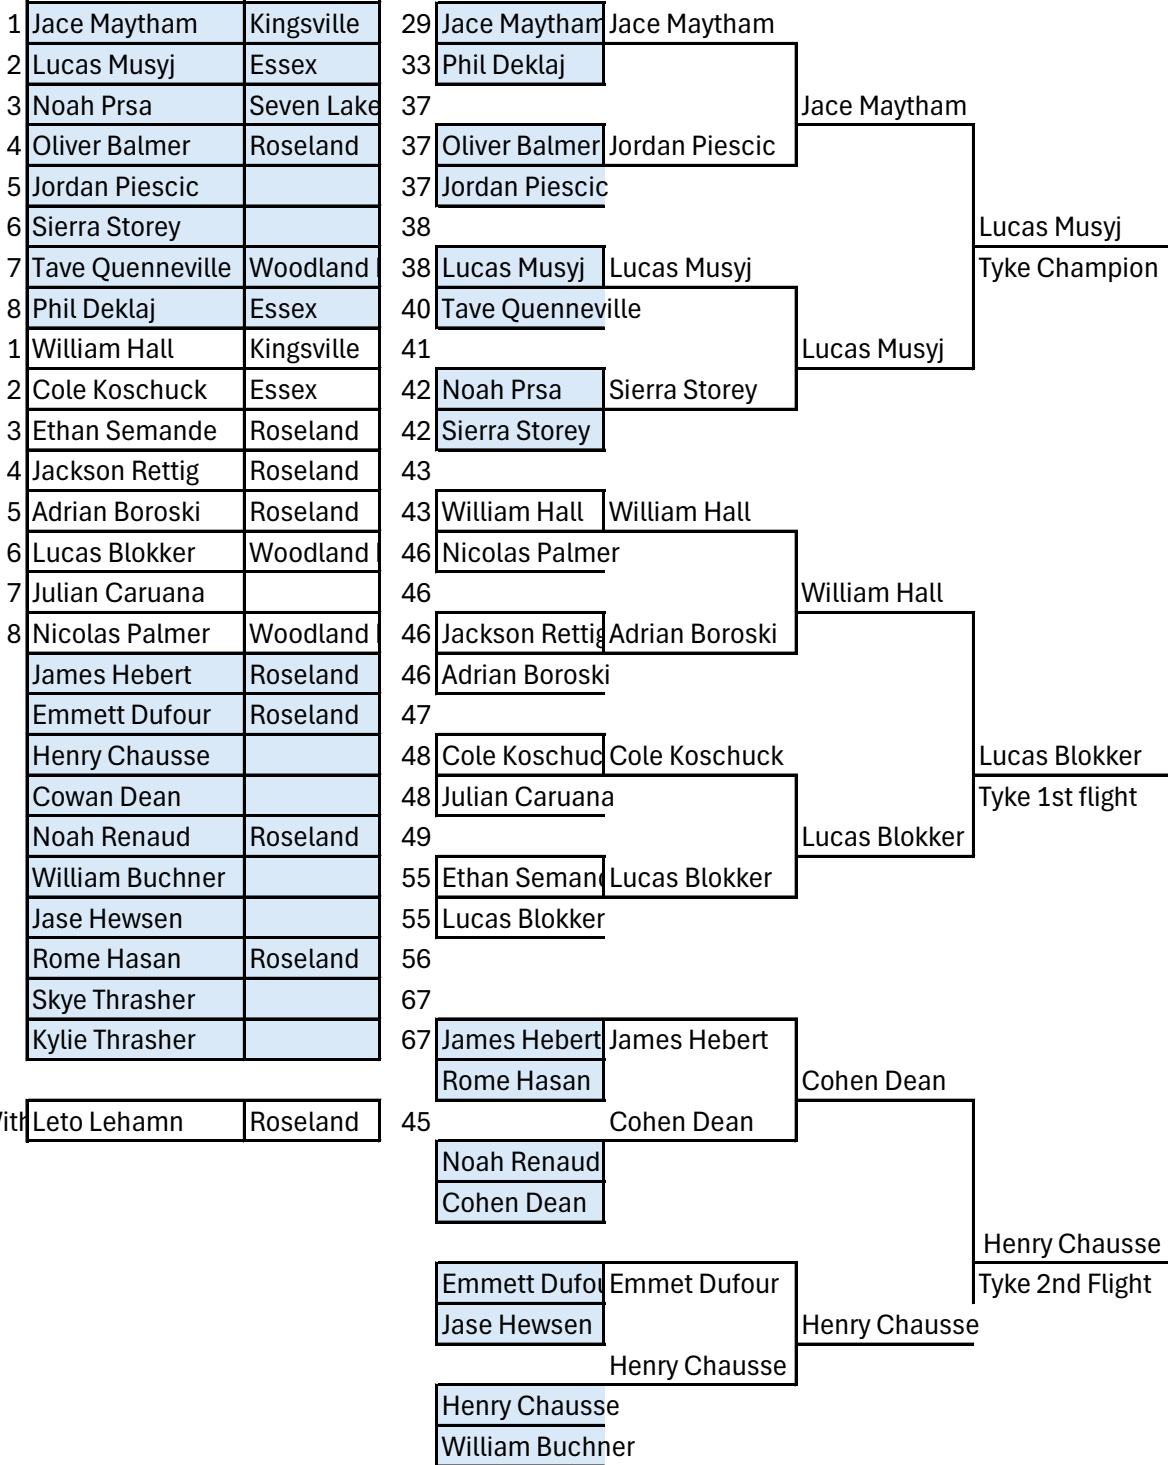 1 Jace Maytham Kingsville 29 Jace Maytham Jace Maytham
2 Lucas Musyj Essex 33 Phil Deklaj
3 Noah Prsa Seven Lake 37 Jace Maytham
4 Oliver Balmer Roseland 37 Oliver Balmer Jordan Piescic
5 Jordan Piescic 37 Jordan Piescic
6 Sierra Storey 38 Lucas Musyj
7 Tave Quenneville Woodland 38 Lucas Musyj Lucas Musyj Tyke Champion
8 Phil Deklaj Essex 40 Tave Quenneville
1 William Hall Kingsville 41 Lucas Musyj
2 Cole Koschuck Essex 42 Noah Prsa Sierra Storey
3 Ethan Semande Roseland 42 Sierra Storey
4 Jackson Rettig Roseland 43
5 Adrian Boroski Roseland 43 William Hall William Hall
6 Lucas Blokker Woodland 46 Nicolas Palmer
7 Julian Caruana 46 William Hall
8 Nicolas Palmer Woodland 46 Jackson Rettig Adrian Boroski
James Hebert Roseland 46 Adrian Boroski
Emmett Dufour Roseland 47
Henry Chausse 48 Cole Koschuc Cole Koschuck Lucas Blokker
Cowan Dean 48 Julian Caruana Tyke 1st flight
Noah Renaud Roseland 49 Lucas Blokker
William Buchner 55 Ethan Seman Lucas Blokker
Jase Hewsen 55 Lucas Blokker
Rome Hasan Roseland 56
Skye Thrasher 67
Kylie Thrasher 67 James Hebert James Hebert
Rome Hasan Cohen Dean
With Leto Lehamn Roseland 45 Cohen Dean
Noah Renaud
Cohen Dean
Henry Chausse
Emmett Dufou Emmet Dufour Tyke 2nd Flight
Jase Hewsen Henry Chausse
Henry Chausse
Henry Chausse
William Buchner